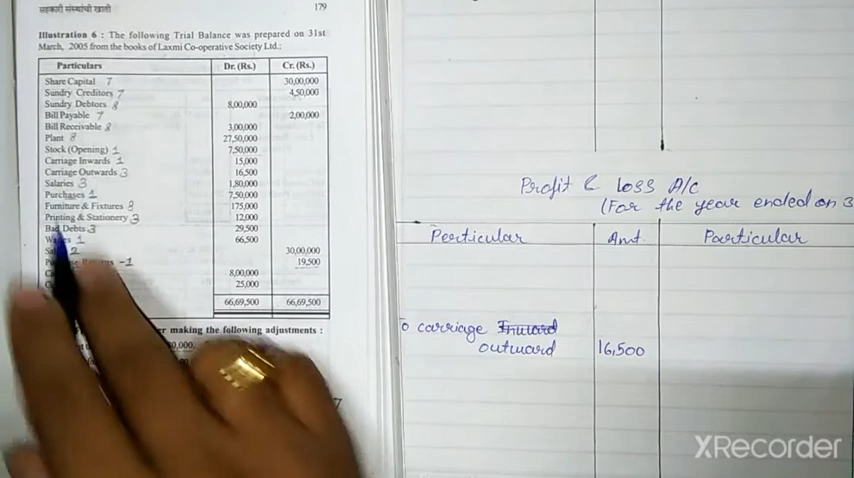 सहकारी संस्थांची खाती
179
Illustration 6 : The following Trial Balance was prepared on 31st
March, 2005 from the books of Laxmi Co-operative Society Ltd.:
Particulars Dr. (Rs.) Cr. (Rs.)
Share Capital 7 30,00,000
Sundry Creditors 7 4,50,000
Sundry Debtors 8 8,00,000
Bill Payable 7 2,00,000
Bill Receivable 8 3,00,000
Plant 8 27,50,000
Stock (Opening) 1 7,50,000
Carriage Inwards 1 15,000
Carriage Outwards 3 16,500
Salaries 3 1,80,000
Purchases 1 7,50,000
Furniture & Fixtures 8 175,000
Printing & Stationery 3 12,000
Bad Debts 3 29,500
1 66,500
2 30,00,000
-1 19,500
8,00,000
25,000
66,69,500 66,69,500
making the following adjustments :
Profit & Loss A/c
(For the year ended on 3
Perticular Amt. Particular
To carriage Inward
outward 16,500
XRecorder